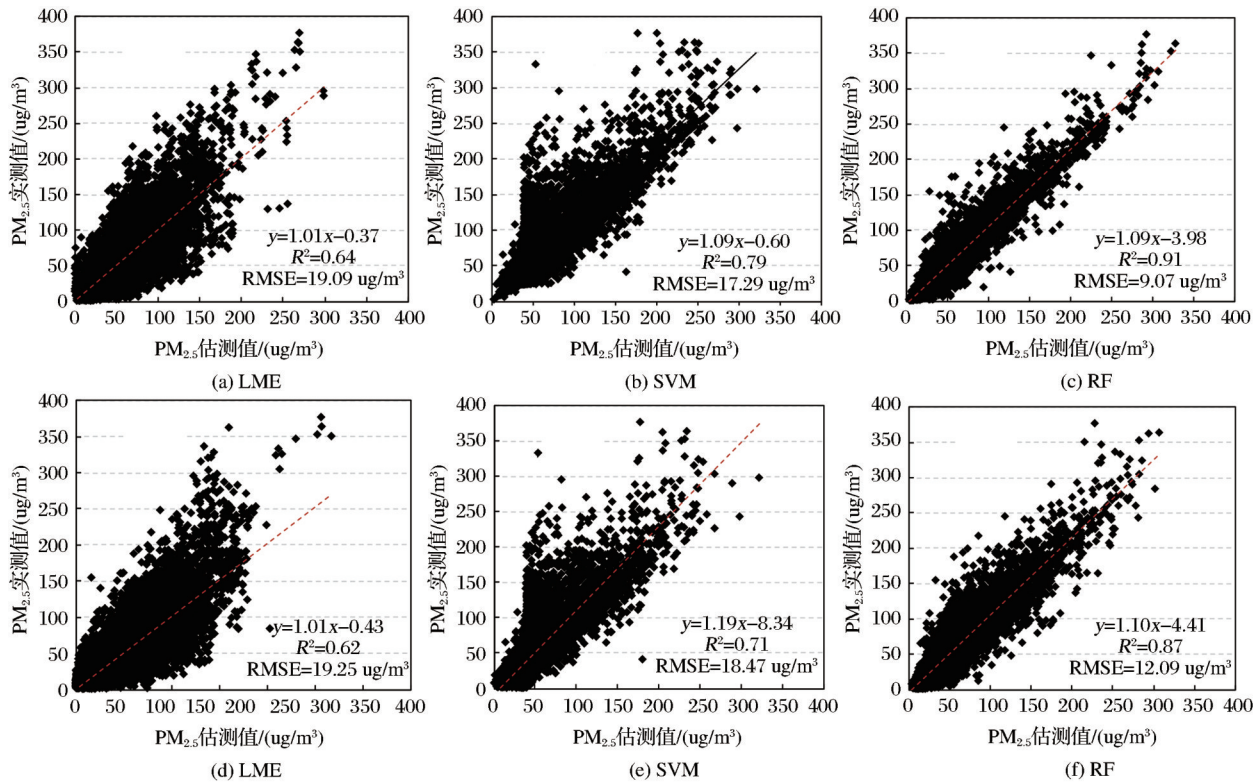 400
350
300
250
200
150
100
50
0
PM2.5实测值/(ug/m³)
y=1.01x−0.37
R²=0.64
RMSE=19.09 ug/m³
0 50 100 150 200 250 300 350 400
PM2.5估测值/(ug/m³)
(a) LME
400
350
300
250
200
150
100
50
0
PM2.5实测值/(ug/m³)
y=1.09x−0.60
R²=0.79
RMSE=17.29 ug/m³
0 50 100 150 200 250 300 350 400
PM2.5估测值/(ug/m³)
(b) SVM
400
350
300
250
200
150
100
50
0
PM2.5实测值/(ug/m³)
y=1.09x−3.98
R²=0.91
RMSE=9.07 ug/m³
0 50 100 150 200 250 300 350 400
PM2.5估测值/(ug/m³)
(c) RF
400
350
300
250
200
150
100
50
0
PM2.5实测值/(ug/m³)
y=1.01x−0.43
R²=0.62
RMSE=19.25 ug/m³
0 50 100 150 200 250 300 350 400
PM2.5估测值/(ug/m³)
(d) LME
400
350
300
250
200
150
100
50
0
PM2.5实测值/(ug/m³)
y=1.19x−8.34
R²=0.71
RMSE=18.47 ug/m³
0 50 100 150 200 250 300 350 400
PM2.5估测值/(ug/m³)
(e) SVM
400
350
300
250
200
150
100
50
0
PM2.5实测值/(ug/m³)
y=1.10x−4.41
R²=0.87
RMSE=12.09 ug/m³
0 50 100 150 200 250 300 350 400
PM2.5估测值/(ug/m³)
(f) RF